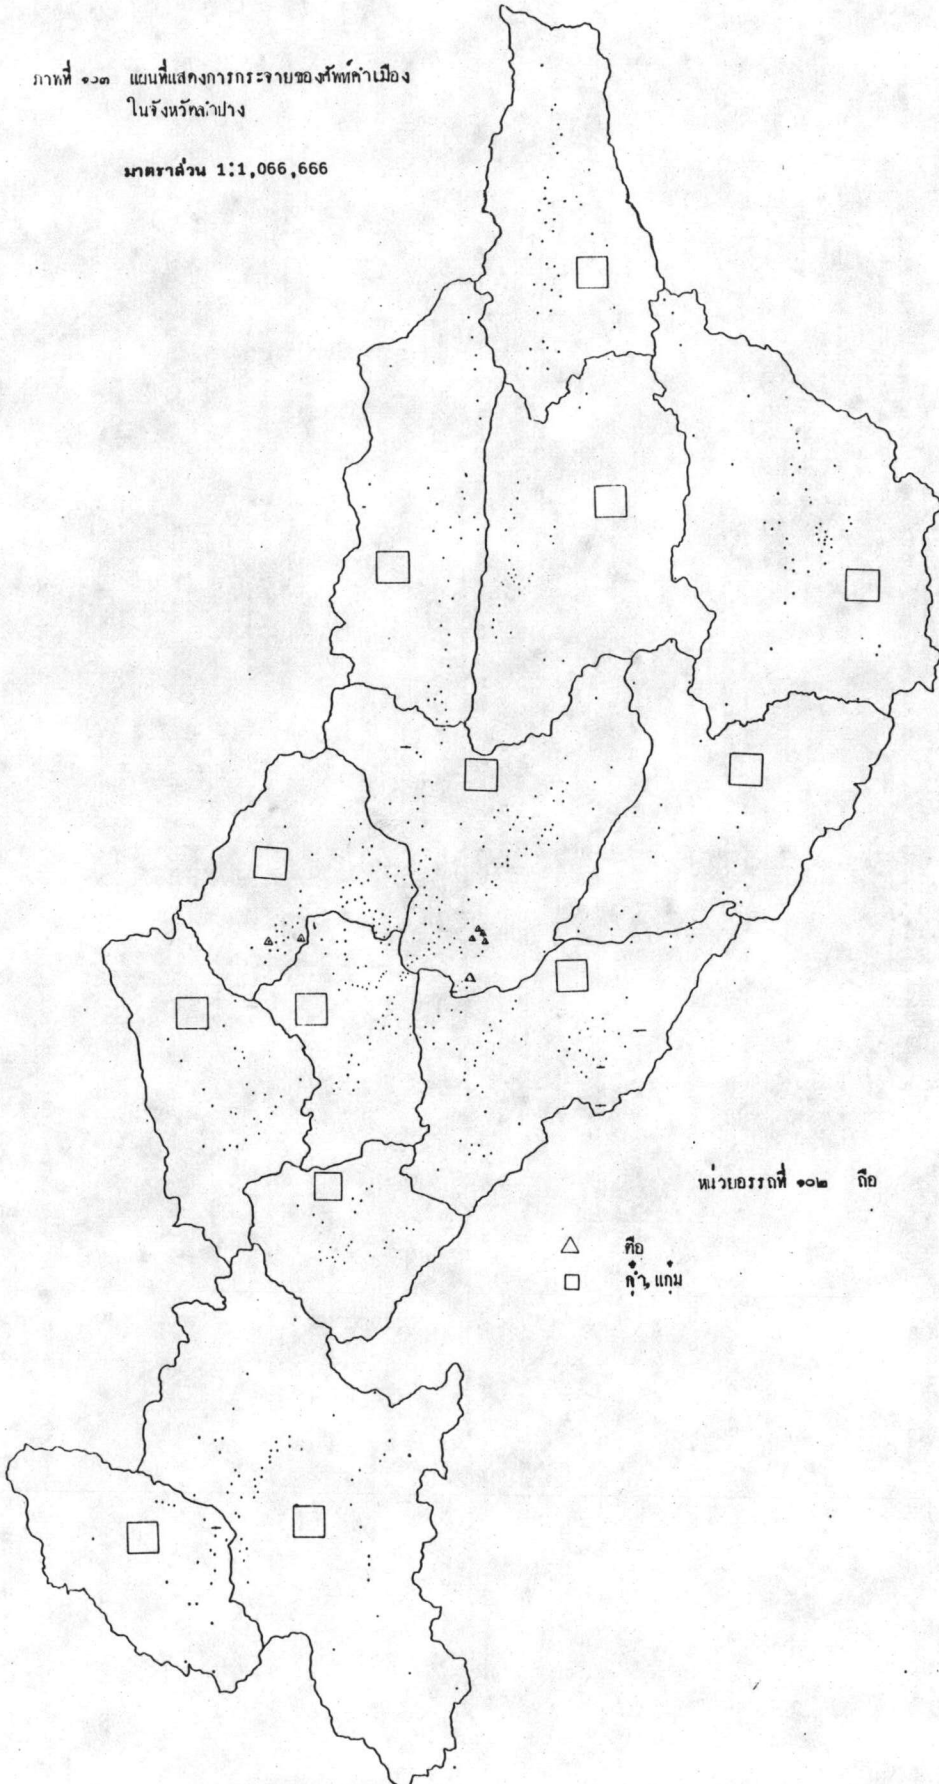 ภาพที่ ๑๐๓ แผนที่แสดงการกระจายของศัพท์คำเมือง
ในจังหวัดลำปาง
มาตราส่วน 1:1,066,666
หน่วยอรรถที่ ๑๐๒ ถือ
△ ถือ
□ กำ, แก๋ม